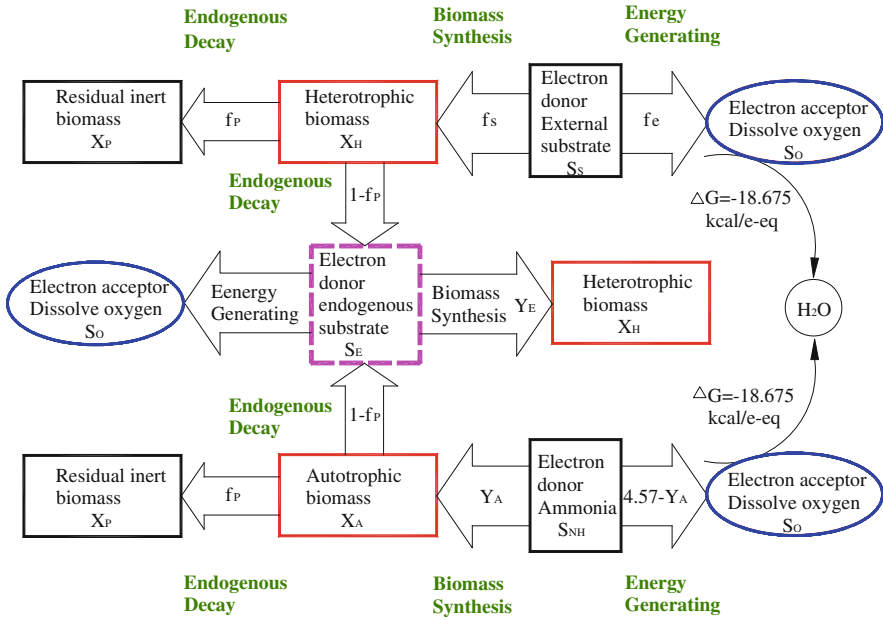 Endogenous
Decay
Biomass
Synthesis
Energy
Generating
Residual inert
biomass
XP
fP
Heterotrophic
biomass
XH
fs
Electron
donor
External
substrate
SS
fe
Electron acceptor
Dissolve oxygen
SO
Endogenous
Decay
1-fP
△G=-18.675
kcal/e-eq
Electron acceptor
Dissolve oxygen
SO
Eenergy
Generating
Electron
donor
endogenous
substrate
SE
Biomass
Synthesis YE
Heterotrophic
biomass
XH
H2O
Endogenous
Decay
1-fP
△G=-18.675
kcal/e-eq
Residual inert
biomass
XP
fP
Autotrophic
biomass
XA
YA
Electron
donor
Ammonia
SNH
4.57-YA
Electron acceptor
Dissolve oxygen
SO
Endogenous
Decay
Biomass
Synthesis
Energy
Generating